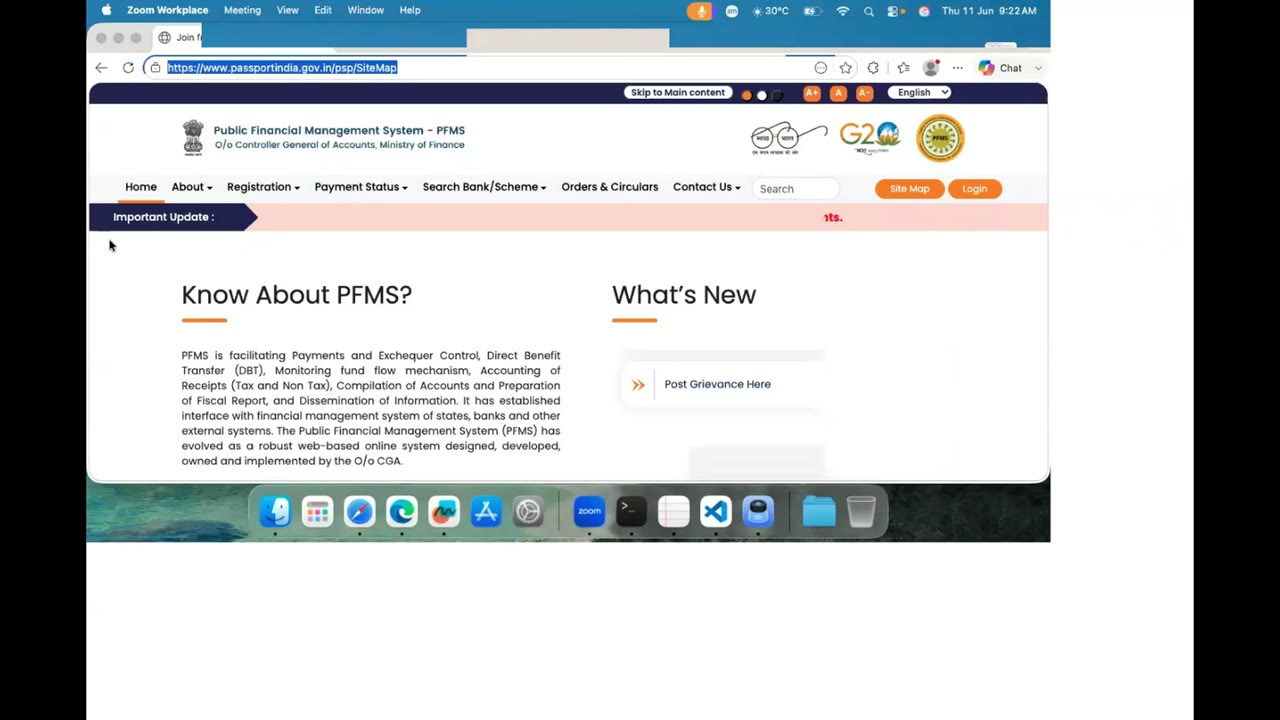 Zoom Workplace Meeting View Edit Window Help 30°C Thu 11 Jun 9:22 AM
Join
https://www.passportindia.gov.in/psp/SiteMap Chat
Skip to Main content A+ A A- English
Public Financial Management System - PFMS
O/o Controller General of Accounts, Ministry of Finance
G20
PFMS
Home About Registration Payment Status Search Bank/Scheme Orders & Circulars Contact Us Search Site Map Login
Important Update : nts.
Know About PFMS? What's New
PFMS is facilitating Payments and Exchequer Control, Direct Benefit
Transfer (DBT), Monitoring fund flow mechanism, Accounting of
Receipts (Tax and Non Tax), Compilation of Accounts and Preparation
of Fiscal Report, and Dissemination of Information. It has established
interface with financial management system of states, banks and other
external systems. The Public Financial Management System (PFMS) has
evolved as a robust web-based online system designed, developed,
owned and implemented by the O/o CGA.
Post Grievance Here
zoom